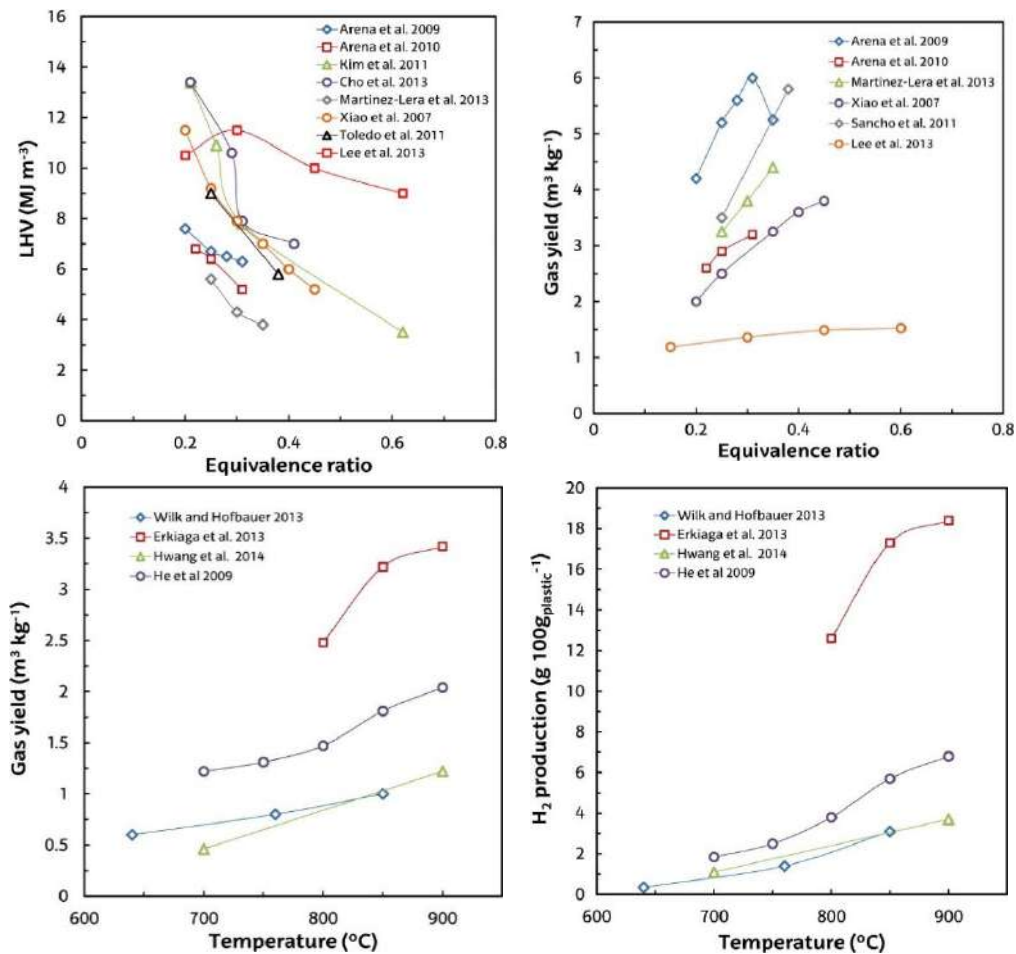 LHV (MJ m⁻³)
14
12
10
8
6
4
2
0
Arena et al. 2009
Arena et al. 2010
Kim et al. 2011
Cho et al. 2013
Martinez-Lera et al. 2013
Xiao et al. 2007
Toledo et al. 2011
Lee et al. 2013
0 0.2 0.4 0.6 0.8
Equivalence ratio
Gas yield (m³ kg⁻¹)
7
6
5
4
3
2
1
0
Arena et al. 2009
Arena et al. 2010
Martinez-Lera et al. 2013
Xiao et al. 2007
Sancho et al. 2011
Lee et al. 2013
0 0.2 0.4 0.6 0.8
Equivalence ratio
Gas yield (m³ kg⁻¹)
4
3.5
3
2.5
2
1.5
1
0.5
0
Wilk and Hofbauer 2013
Erkiaga et al. 2013
Hwang et al. 2014
He et al 2009
600 700 800 900
Temperature (ºC)
H₂ production (g 100g_plastic⁻¹)
20
18
16
14
12
10
8
6
4
2
0
Wilk and Hofbauer 2013
Erkiaga et al. 2013
Hwang et al. 2014
He et al 2009
600 700 800 900
Temperature (ºC)